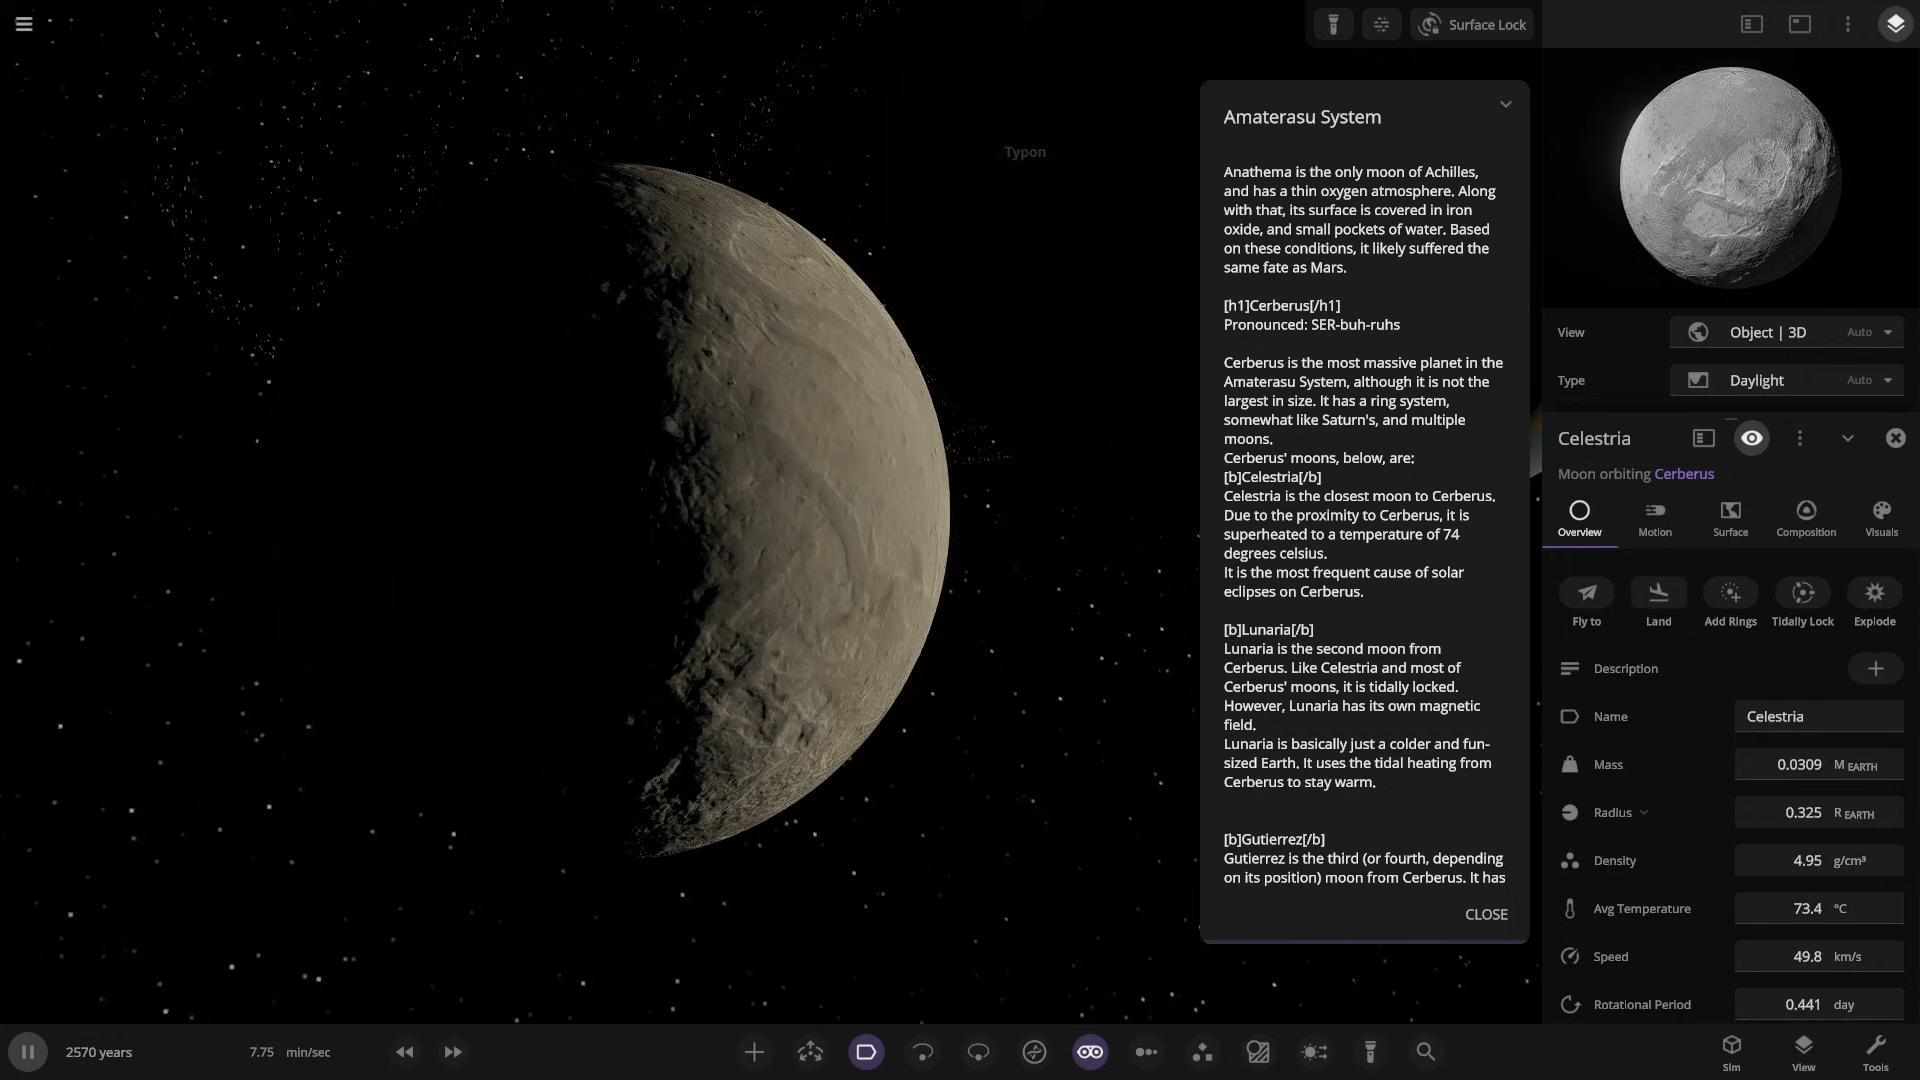 Surface Lock
Typon
Amaterasu System
Anathema is the only moon of Achilles,
and has a thin oxygen atmosphere. Along
with that, its surface is covered in iron
oxide, and small pockets of water. Based
on these conditions, it likely suffered the
same fate as Mars.
[h1]Cerberus[/h1]
Pronounced: SER-buh-ruhs
Cerberus is the most massive planet in the
Amaterasu System, although it is not the
largest in size. It has a ring system,
somewhat like Saturn's, and multiple
moons.
Cerberus' moons, below, are:
[b]Celestria[/b]
Celestria is the closest moon to Cerberus.
Due to the proximity to Cerberus, it is
superheated to a temperature of 74
degrees celsius.
It is the most frequent cause of solar
eclipses on Cerberus.
[b]Lunaria[/b]
Lunaria is the second moon from
Cerberus. Like Celestria and most of
Cerberus' moons, it is tidally locked.
However, Lunaria has its own magnetic
field.
Lunaria is basically just a colder and fun-
sized Earth. It uses the tidal heating from
Cerberus to stay warm.
[b]Gutierrez[/b]
Gutierrez is the third (or fourth, depending
on its position) moon from Cerberus. It has
CLOSE
View Object | 3D Auto
Type Daylight Auto
Celestria
Moon orbiting Cerberus
Overview Motion Surface Composition Visuals
Fly to Land Add Rings Tidally Lock Explode
Description
Name Celestria
Mass 0.0309 M EARTH
Radius 0.325 R EARTH
Density 4.95 g/cm³
Avg Temperature 73.4 °C
Speed 49.8 km/s
Rotational Period 0.441 day
2570 years 7.75 min/sec
Sim View Tools